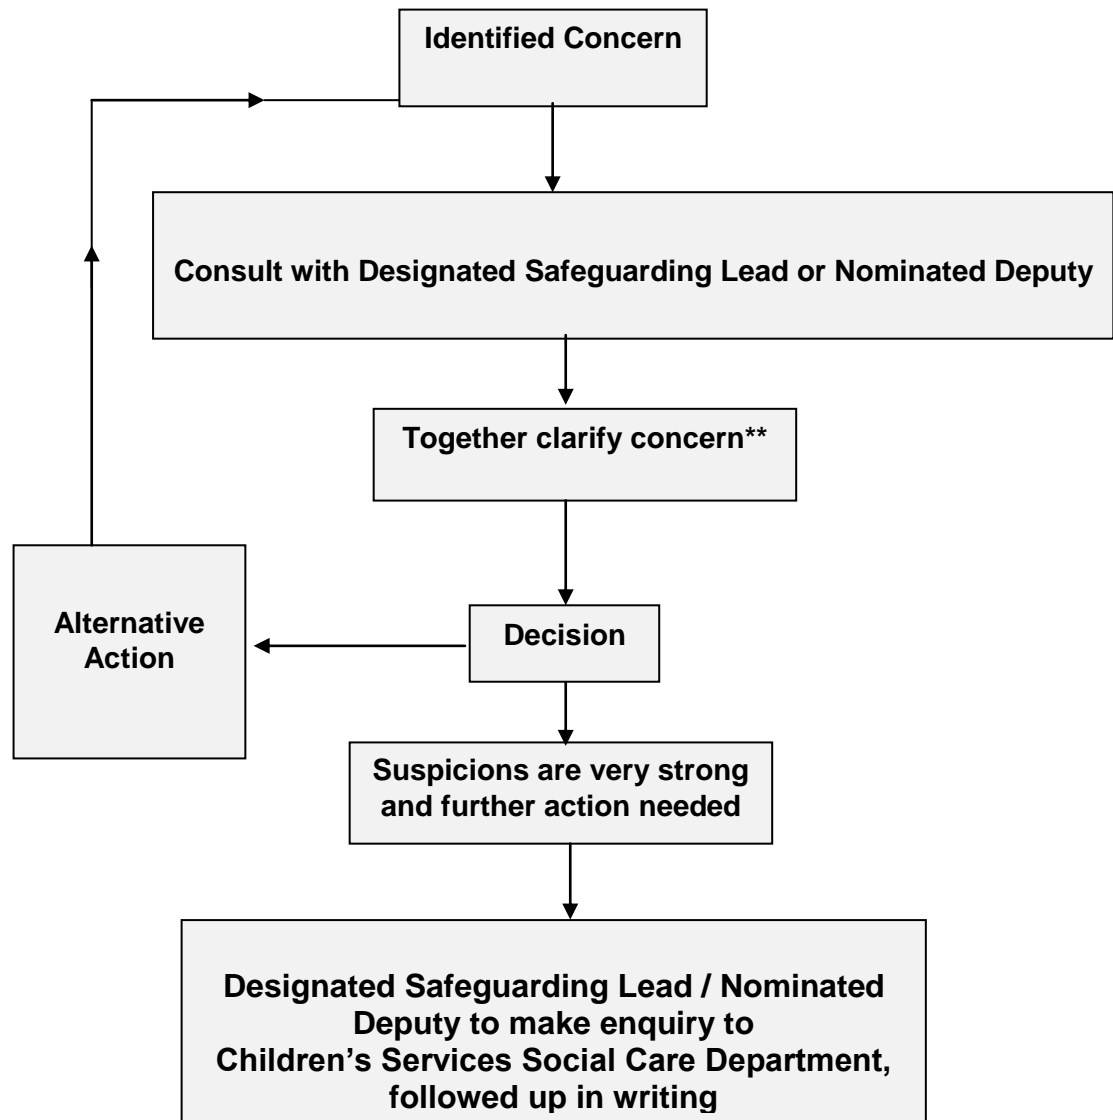 Identified Concern
Consult with Designated Safeguarding Lead or Nominated Deputy
Together clarify concern**
Alternative
Action
Decision
Suspicions are very strong
and further action needed
Designated Safeguarding Lead / Nominated
Deputy to make enquiry to
Children’s Services Social Care Department,
followed up in writing